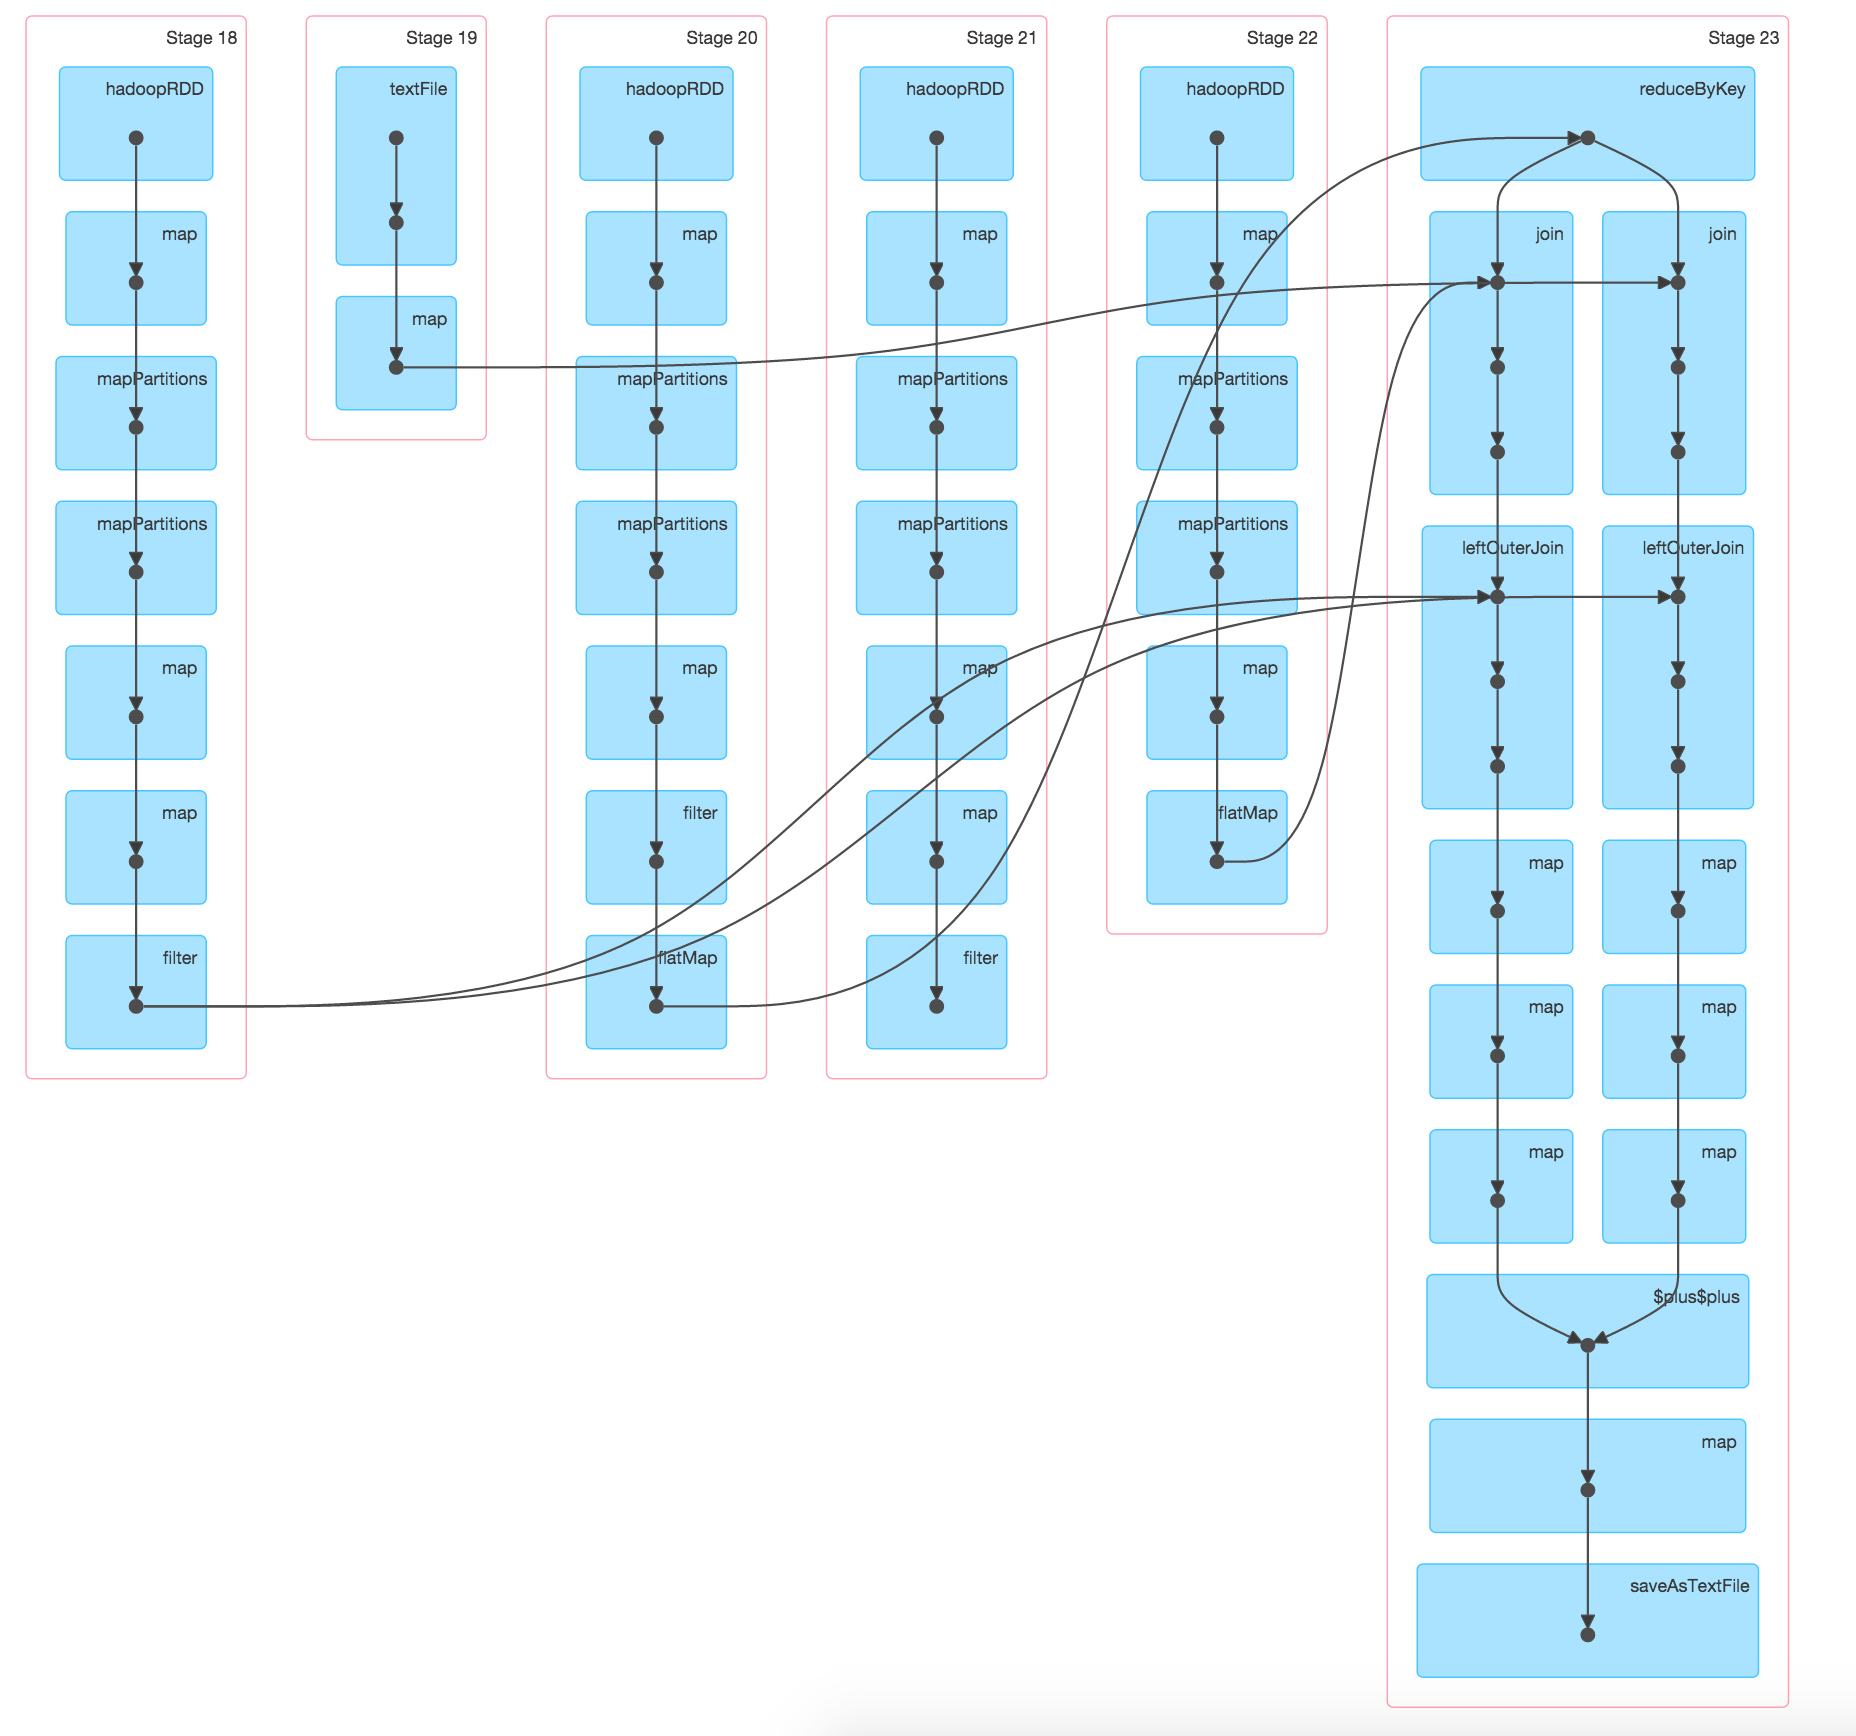 Stage 18
hadoopRDD
map
mapPartitions
mapPartitions
map
map
filter
Stage 19
textFile
map
Stage 20
hadoopRDD
map
mapPartitions
mapPartitions
map
filter
flatMap
Stage 21
hadoopRDD
map
mapPartitions
mapPartitions
map
map
filter
Stage 22
hadoopRDD
map
mapPartitions
mapPartitions
map
flatMap
Stage 23
reduceByKey
join
join
leftOuterJoin
leftOuterJoin
map
map
map
map
map
map
$plus$plus
map
saveAsTextFile